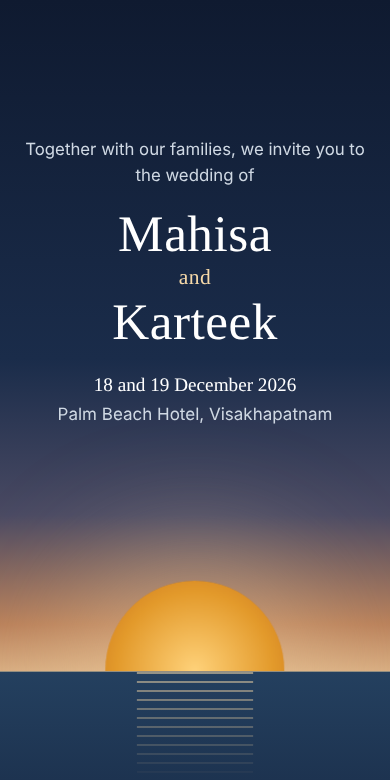 Together with our families, we invite you to
the wedding of
Mahisa
and
Karteek
18 and 19 December 2026
Palm Beach Hotel, Visakhapatnam